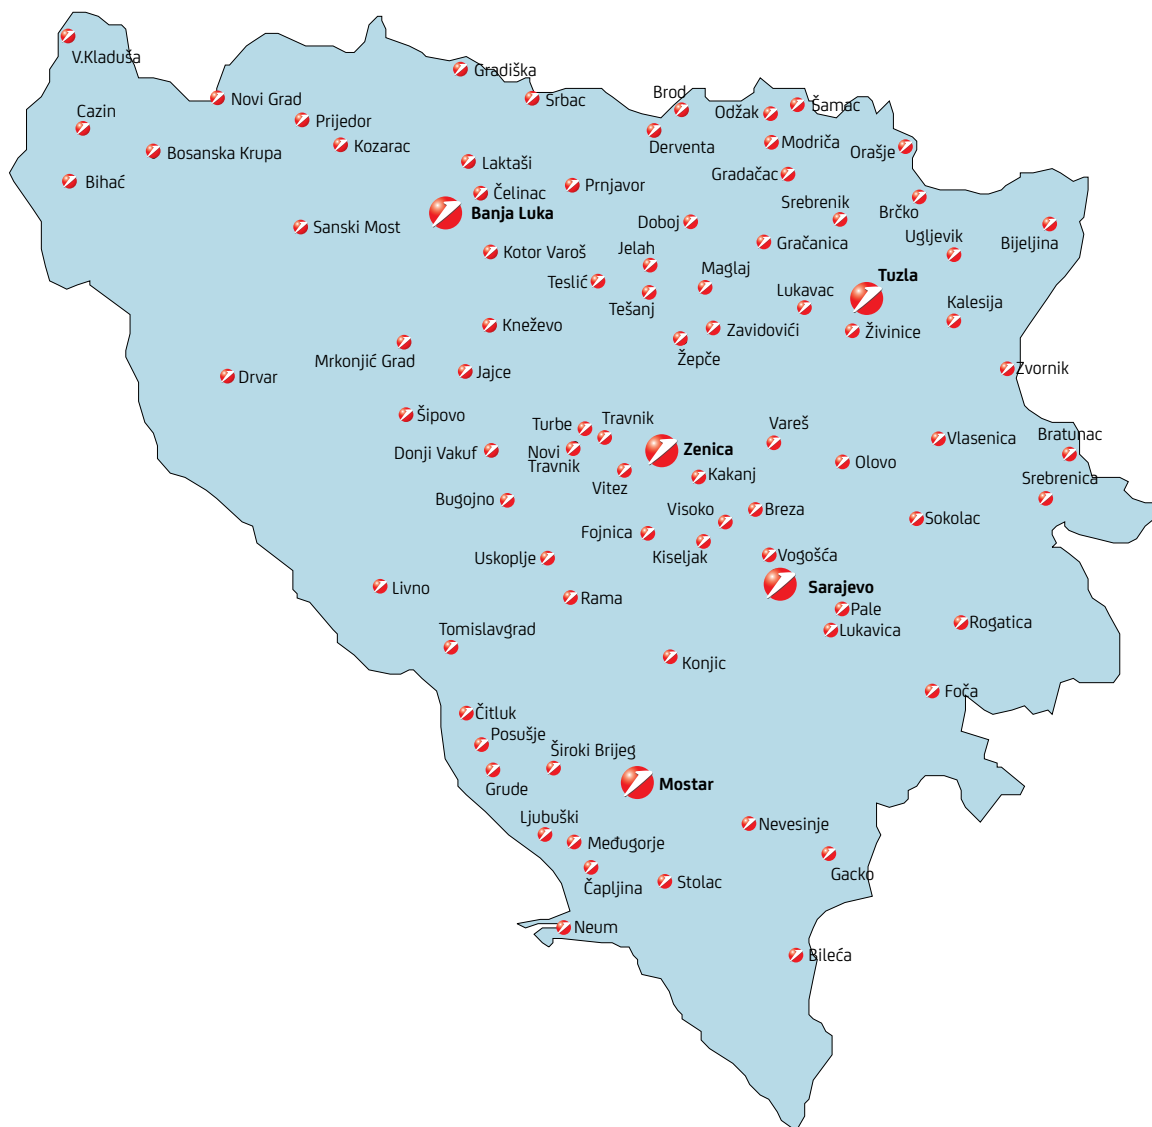 V.Kladuša
Gradiška
Novi Grad
Srbac
Brod
Odžak
Šamac
Cazin
Prijedor
Derventa
Modriča
Orašje
Bosanska Krupa
Kozarac
Laktaši
Gradačac
Bihać
Čelinac
Prnjavor
Srebrenik
Brčko
Banja Luka
Doboj
Sanski Most
Ugljevik
Bijeljina
Kotor Varoš
Jelah
Gračanica
Maglaj
Tuzla
Teslić
Tešanj
Lukavac
Kalesija
Kneževo
Zavidovići
Živinice
Mrkonjić Grad
Žepče
Drvar
Jajce
Zvornik
Šipovo
Turbe
Travnik
Vareš
Vlasenica
Bratunac
Donji Vakuf
Novi
Travnik
Zenica
Olovo
Vitez
Kakanj
Srebrenica
Bugojno
Visoko
Breza
Sokolac
Fojnica
Kiseljak
Vogošća
Uskoplje
Livno
Rama
Sarajevo
Pale
Rogatica
Tomislavgrad
Lukavica
Konjic
Foča
Čitluk
Posušje
Široki Brijeg
Grude
Mostar
Ljubuški
Nevesinje
Međugorje
Gacko
Čapljina
Stolac
Neum
Bileća